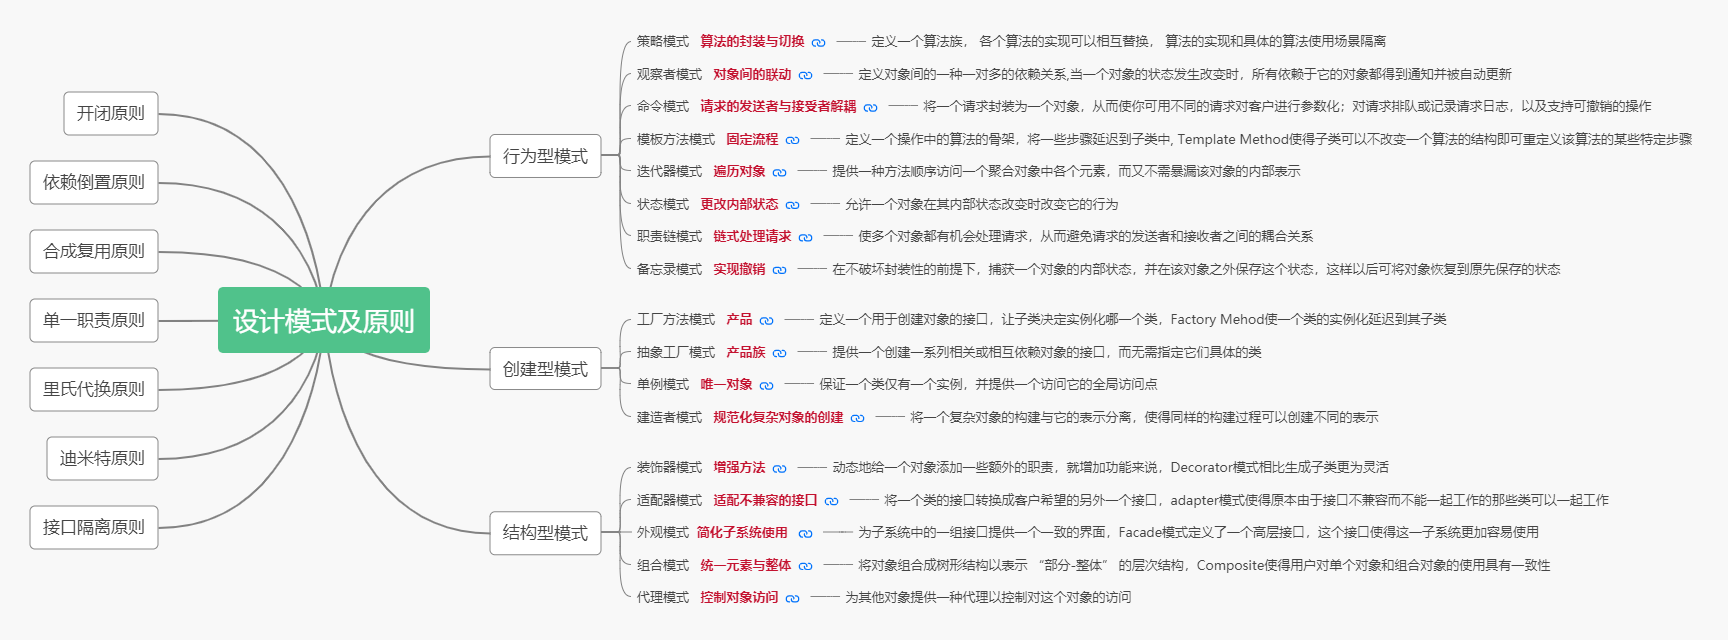 设计模式及原则
开闭原则
依赖倒置原则
合成复用原则
单一职责原则
里氏代换原则
迪米特原则
接口隔离原则
行为型模式
策略模式 算法的封装与切换 定义一个算法族， 各个算法的实现可以相互替换， 算法的实现和具体的算法使用场景隔离
观察者模式 对象间的联动 定义对象间的一种一对多的依赖关系,当一个对象的状态发生改变时，所有依赖于它的对象都得到通知并被自动更新
命令模式 请求的发送者与接受者解耦 将一个请求封装为一个对象，从而使你可用不同的请求对客户进行参数化；对请求排队或记录请求日志，以及支持可撤销的操作
模板方法模式 固定流程 定义一个操作中的算法的骨架，将一些步骤延迟到子类中, Template Method使得子类可以不改变一个算法的结构即可重定义该算法的某些特定步骤
迭代器模式 遍历对象 提供一种方法顺序访问一个聚合对象中各个元素，而又不需暴漏该对象的内部表示
状态模式 更改内部状态 允许一个对象在其内部状态改变时改变它的行为
职责链模式 链式处理请求 使多个对象都有机会处理请求，从而避免请求的发送者和接收者之间的耦合关系
备忘录模式 实现撤销 在不破坏封装性的前提下，捕获一个对象的内部状态，并在该对象之外保存这个状态，这样以后可将对象恢复到原先保存的状态
创建型模式
工厂方法模式 产品 定义一个用于创建对象的接口，让子类决定实例化哪一个类，Factory Mehod使一个类的实例化延迟到其子类
抽象工厂模式 产品族 提供一个创建一系列相关或相互依赖对象的接口，而无需指定它们具体的类
单例模式 唯一对象 保证一个类仅有一个实例，并提供一个访问它的全局访问点
建造者模式 规范化复杂对象的创建 将一个复杂对象的构建与它的表示分离，使得同样的构建过程可以创建不同的表示
结构型模式
装饰器模式 增强方法 动态地给一个对象添加一些额外的职责，就增加功能来说，Decorator模式相比生成子类更为灵活
适配器模式 适配不兼容的接口 将一个类的接口转换成客户希望的另外一个接口，adapter模式使得原本由于接口不兼容而不能一起工作的那些类可以一起工作
外观模式 简化子系统使用 为子系统中的一组接口提供一个一致的界面，Facade模式定义了一个高层接口，这个接口使得这一子系统更加容易使用
组合模式 统一元素与整体 将对象组合成树形结构以表示 “部分-整体” 的层次结构，Composite使得用户对单个对象和组合对象的使用具有一致性
代理模式 控制对象访问 为其他对象提供一种代理以控制对这个对象的访问